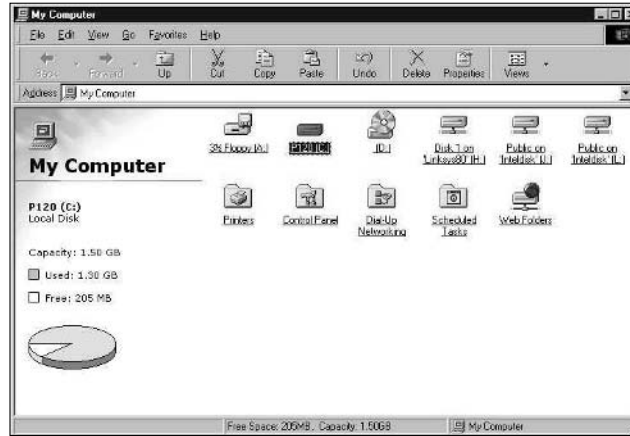 My Computer
File Edit View Go Favorites Help
Back Forward Up Cut Copy Paste Undo Delete Properties Views
Address My Computer
My Computer
P120 (C:)
Local Disk
Capacity: 1.50 GB
Used: 1.30 GB
Free: 205 MB
3½ Floppy (A:) P120 (C:) (D:) Disk 1 on Public on Public on
'Linksys80' (H:) 'Inteldisk' 'Inteldisk' (L:)
Printers Control Panel Dial-Up Scheduled Web Folders
Networking Tasks
Free Space: 205MB, Capacity: 1.50GB My Computer